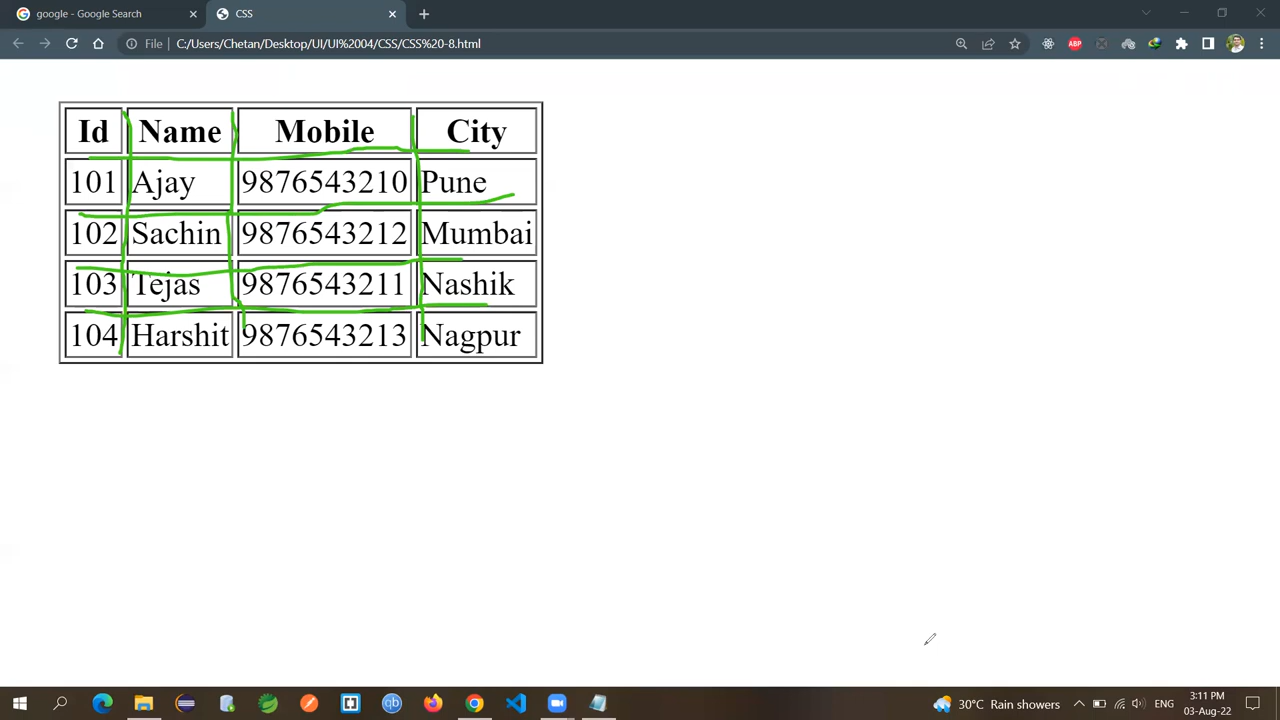 google - Google Search
CSS
File
C:/Users/Chetan/Desktop/UI/UI%2004/CSS/CSS%20-8.html
ABP
Id Name Mobile City
101 Ajay 9876543210 Pune
102 Sachin 9876543212 Mumbai
103 Tejas 9876543211 Nashik
104 Harshit 9876543213 Nagpur
qb
30°C Rain showers
ENG
3:11 PM
03-Aug-22